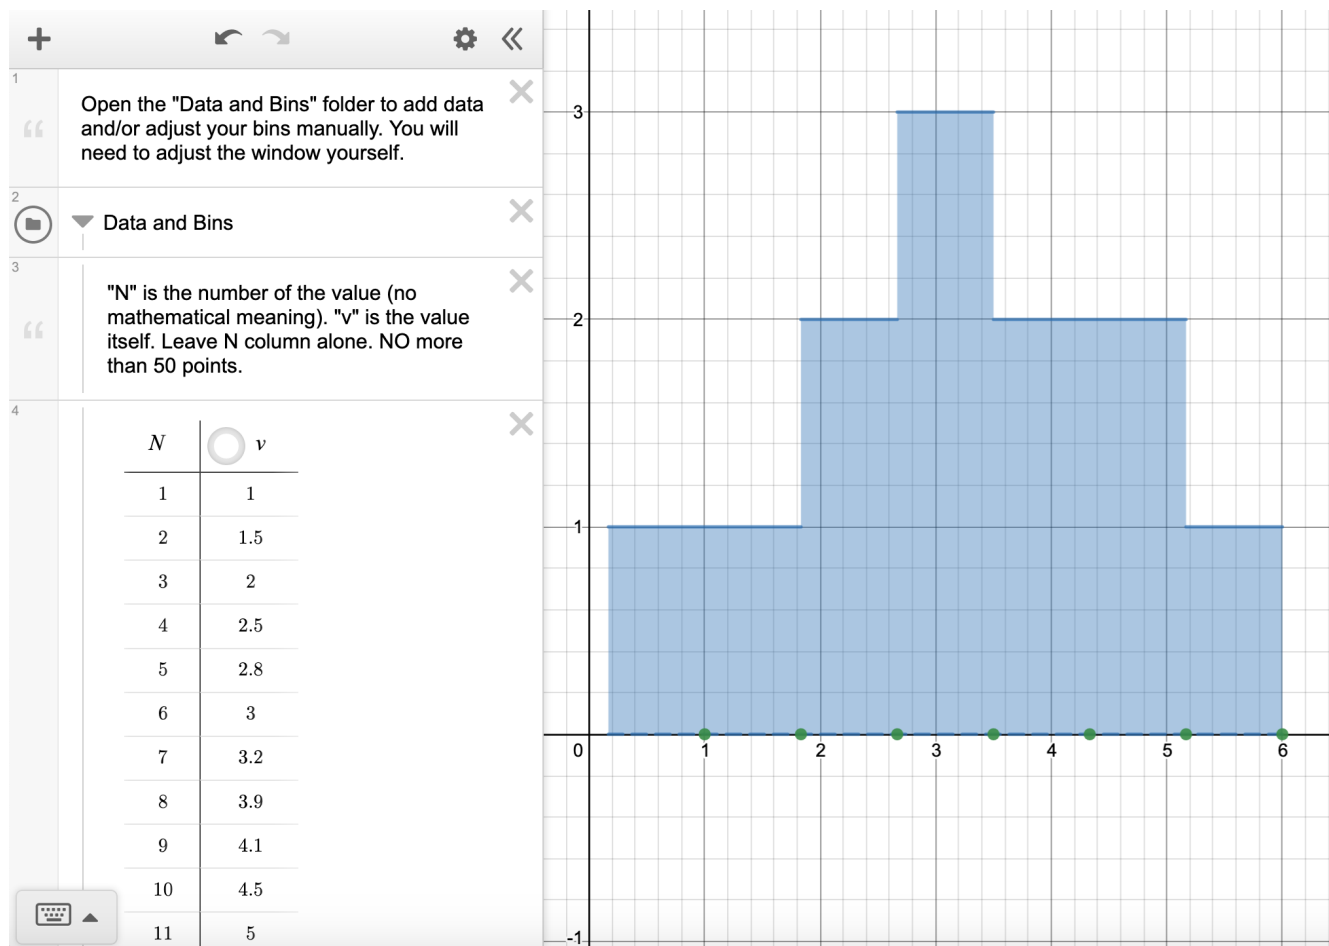 1
Open the "Data and Bins" folder to add data
and/or adjust your bins manually. You will
need to adjust the window yourself.
2
Data and Bins
3
"N" is the number of the value (no
mathematical meaning). "v" is the value
itself. Leave N column alone. NO more
than 50 points.
4
N v
1 1
2 1.5
3 2
4 2.5
5 2.8
6 3
7 3.2
8 3.9
9 4.1
10 4.5
11 5
3
2
1
0 1 2 3 4 5 6
-1